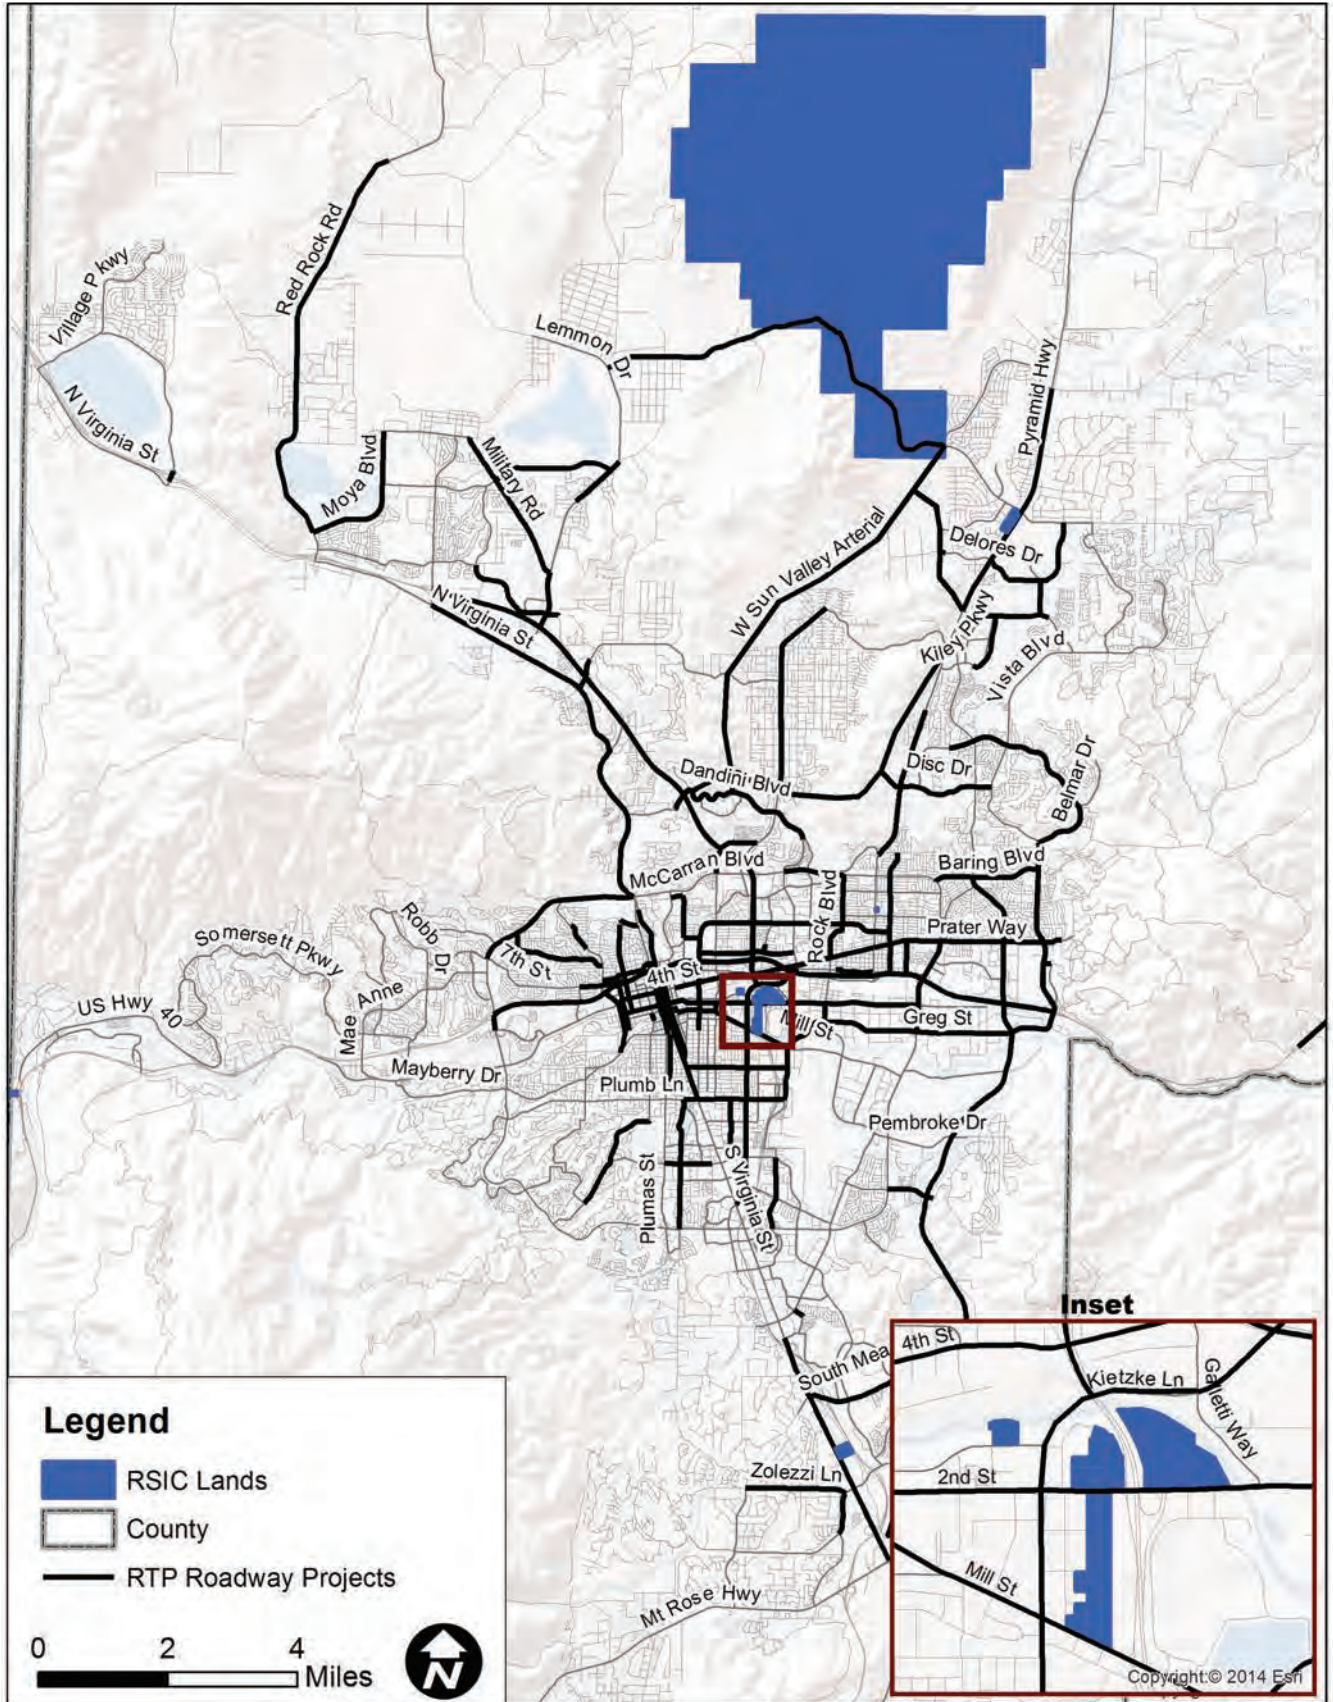 Red Rock Rd
Village Pkwy
Lemmon Dr
Pyramid Hwy
N Virginia St
Moya Blvd
Military Rd
Delores Dr
W Sun Valley Arterial
N Virginia St
Kiley Pkwy
Vista Blvd
Dandini Blvd
Disc Dr
Belmar Dr
McCarran Blvd
Baring Blvd
Rock Blvd
Robb Dr
Prater Way
Somersett Pkwy
7th St
4th St
US Hwy 40
Mae Anne
Mill St
Greg St
Mayberry Dr
Plumb Ln
Pembroke Dr
Plumas St
S Virginia St
South Mea
Zolezzi Ln
Mt Rose Hwy
Inset
4th St
Kietzke Ln
Galletti Way
2nd St
Mill St
Copyright:© 2014 Esri
Legend
RSIC Lands
County
RTP Roadway Projects
0 2 4
Miles
N